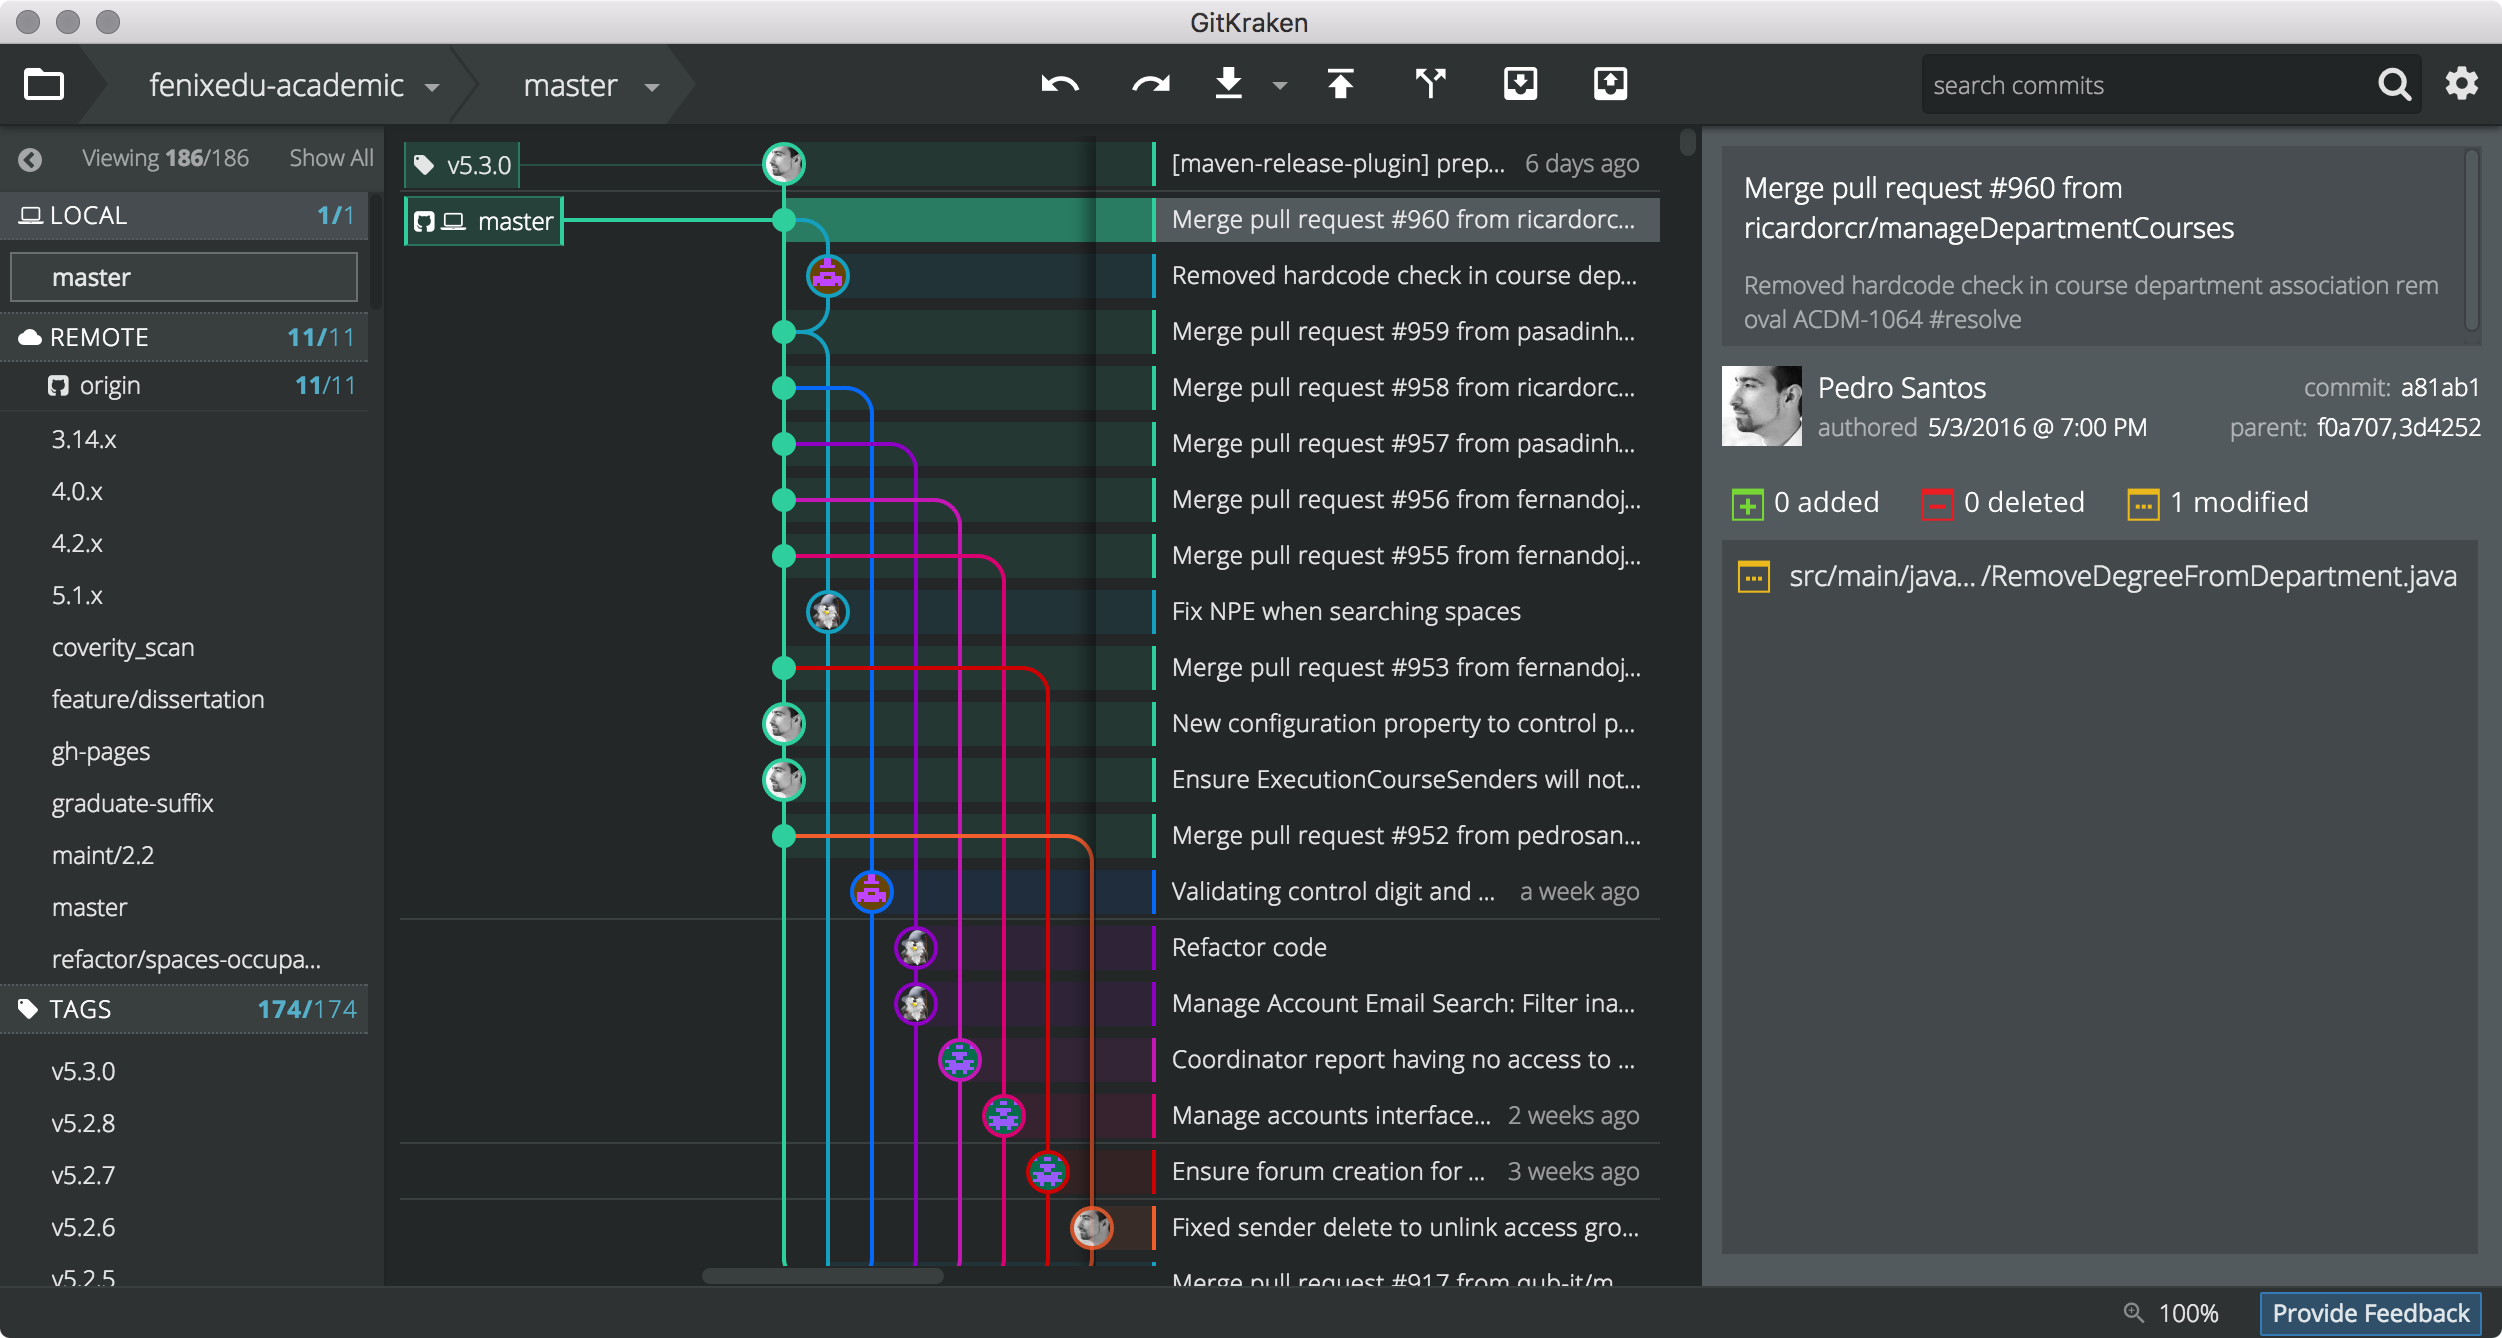 GitKraken
fenixedu-academic
master
search commits
Viewing 186/186
Show All
LOCAL 1/1
master
REMOTE 11/11
origin 11/11
3.14.x
4.0.x
4.2.x
5.1.x
coverity_scan
feature/dissertation
gh-pages
graduate-suffix
maint/2.2
master
refactor/spaces-occupa...
TAGS 174/174
v5.3.0
v5.2.8
v5.2.7
v5.2.6
v5.2.5
v5.3.0
[maven-release-plugin] prep... 6 days ago
master
Merge pull request #960 from ricardorc...
Removed hardcode check in course dep...
Merge pull request #959 from pasadinh...
Merge pull request #958 from ricardorc...
Merge pull request #957 from pasadinh...
Merge pull request #956 from fernandoj...
Merge pull request #955 from fernandoj...
Fix NPE when searching spaces
Merge pull request #953 from fernandoj...
New configuration property to control p...
Ensure ExecutionCourseSenders will not...
Merge pull request #952 from pedrosan...
Validating control digit and ... a week ago
Refactor code
Manage Account Email Search: Filter ina...
Coordinator report having no access to ...
Manage accounts interface... 2 weeks ago
Ensure forum creation for ... 3 weeks ago
Fixed sender delete to unlink access gro...
Merge pull request #917 from qub-it/m...
Merge pull request #960 from
ricardorcr/manageDepartmentCourses
Removed hardcode check in course department association rem
oval ACDM-1064 #resolve
Pedro Santos
commit: a81ab1
authored 5/3/2016 @ 7:00 PM
parent: f0a707,3d4252
0 added
0 deleted
1 modified
src/main/java... /RemoveDegreeFromDepartment.java
100%
Provide Feedback